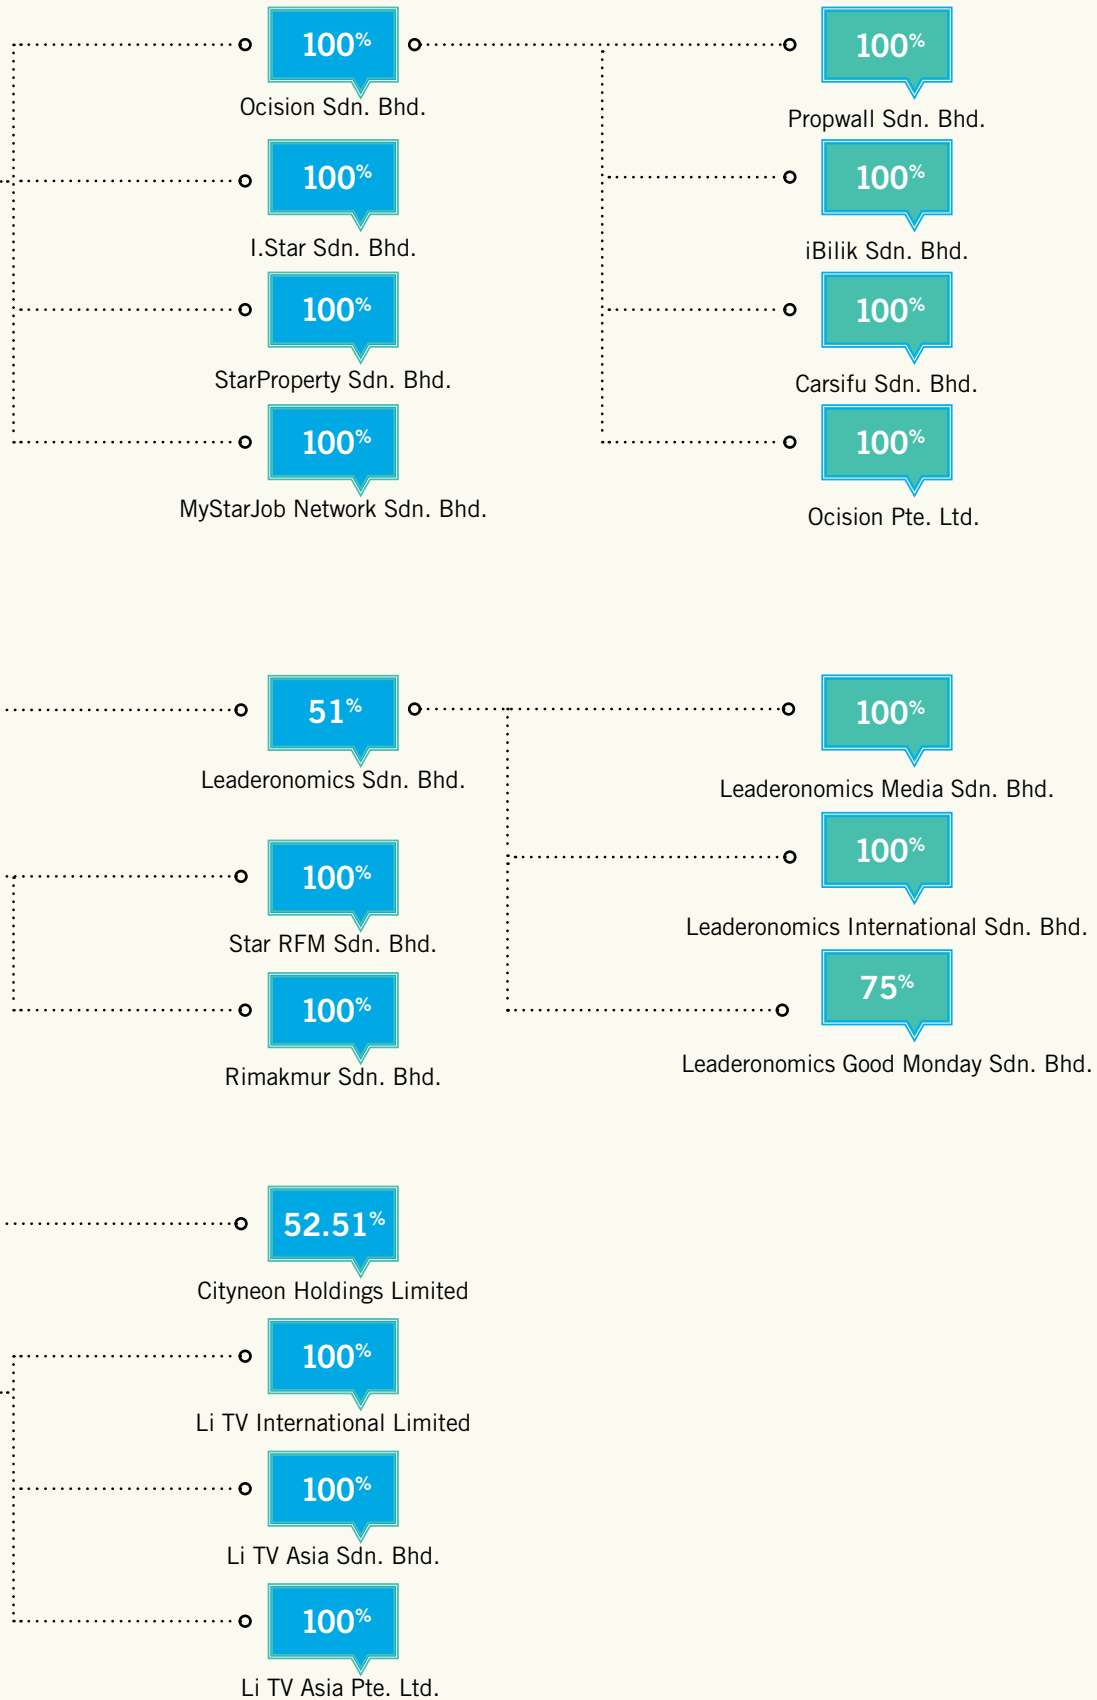 100%
Ocision Sdn. Bhd.
100%
Propwall Sdn. Bhd.
100%
I.Star Sdn. Bhd.
100%
iBilik Sdn. Bhd.
100%
StarProperty Sdn. Bhd.
100%
Carsifu Sdn. Bhd.
100%
MyStarJob Network Sdn. Bhd.
100%
Ocision Pte. Ltd.
51%
Leaderonomics Sdn. Bhd.
100%
Leaderonomics Media Sdn. Bhd.
100%
Leaderonomics International Sdn. Bhd.
75%
Leaderonomics Good Monday Sdn. Bhd.
100%
Star RFM Sdn. Bhd.
100%
Rimakmur Sdn. Bhd.
52.51%
Cityneon Holdings Limited
100%
Li TV International Limited
100%
Li TV Asia Sdn. Bhd.
100%
Li TV Asia Pte. Ltd.